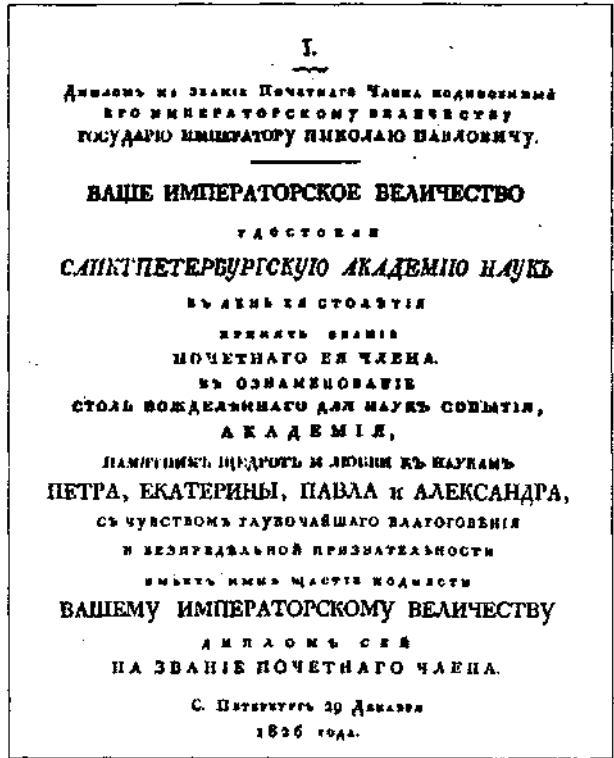 I.
Дипломъ на званіе Почетнаго Члена поднесенный
ЕГО ИМПЕРАТОРСКОМУ ВЕЛИЧЕСТВУ
ГОСУДАРЮ ИМПЕРАТОРУ НИКОЛАЮ ПАВЛОВИЧУ.
ВАШЕ ИМПЕРАТОРСКОЕ ВЕЛИЧЕСТВО
УДОСТОИЛИ
САНКТПЕТЕРБУРГСКУЮ АКАДЕМІЮ НАУКЪ
ВЪ ДЕНЬ ЕЯ СТОЛѢТІЯ
ПРИНЯТЬ ЗВАНІЕ
ПОЧЕТНАГО ЕЯ ЧЛЕНА.
ВЪ ОЗНАМЕНОВАНІЕ
СТОЛЬ ВОЖДЕЛѢННАГО ДЛЯ НАУКЪ СОБЫТІЯ,
АКАДЕМІЯ,
ПАМЯТНИКЪ ЩЕДРОТЪ И ЛЮБВИ КЪ НАУКАМЪ
ПЕТРА, ЕКАТЕРИНЫ, ПАВЛА и АЛЕКСАНДРА,
СЪ ЧУВСТВОМЪ ГЛУБОЧАЙШАГО БЛАГОГОВѢНІЯ
И БЕЗПРЕДѢЛЬНОЙ ПРИЗНАТЕЛЬНОСТИ
ИМѢЕТЪ НЫНѢ ЩАСТІЕ ПОДНЕСТИ
ВАШЕМУ ИМПЕРАТОРСКОМУ ВЕЛИЧЕСТВУ
ДИПЛОМЪ СЕЙ
НА ЗВАНІЕ ПОЧЕТНАГО ЧЛЕНА.
С. Петербургъ 29 Декабря
1826 года.